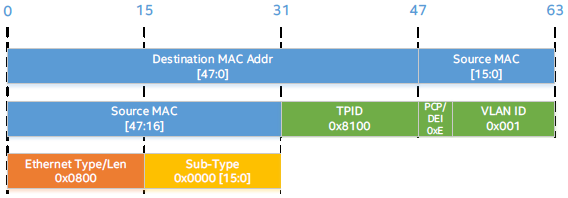 0 15 31 47 63
Destination MAC Addr Source MAC
[47:0] [15:0]
Source MAC TPID PCP/ VLAN ID
[47:16] 0x8100 DEI 0x001
0xE
Ethernet Type/Len Sub-Type
0x0800 0x0000 [15:0]